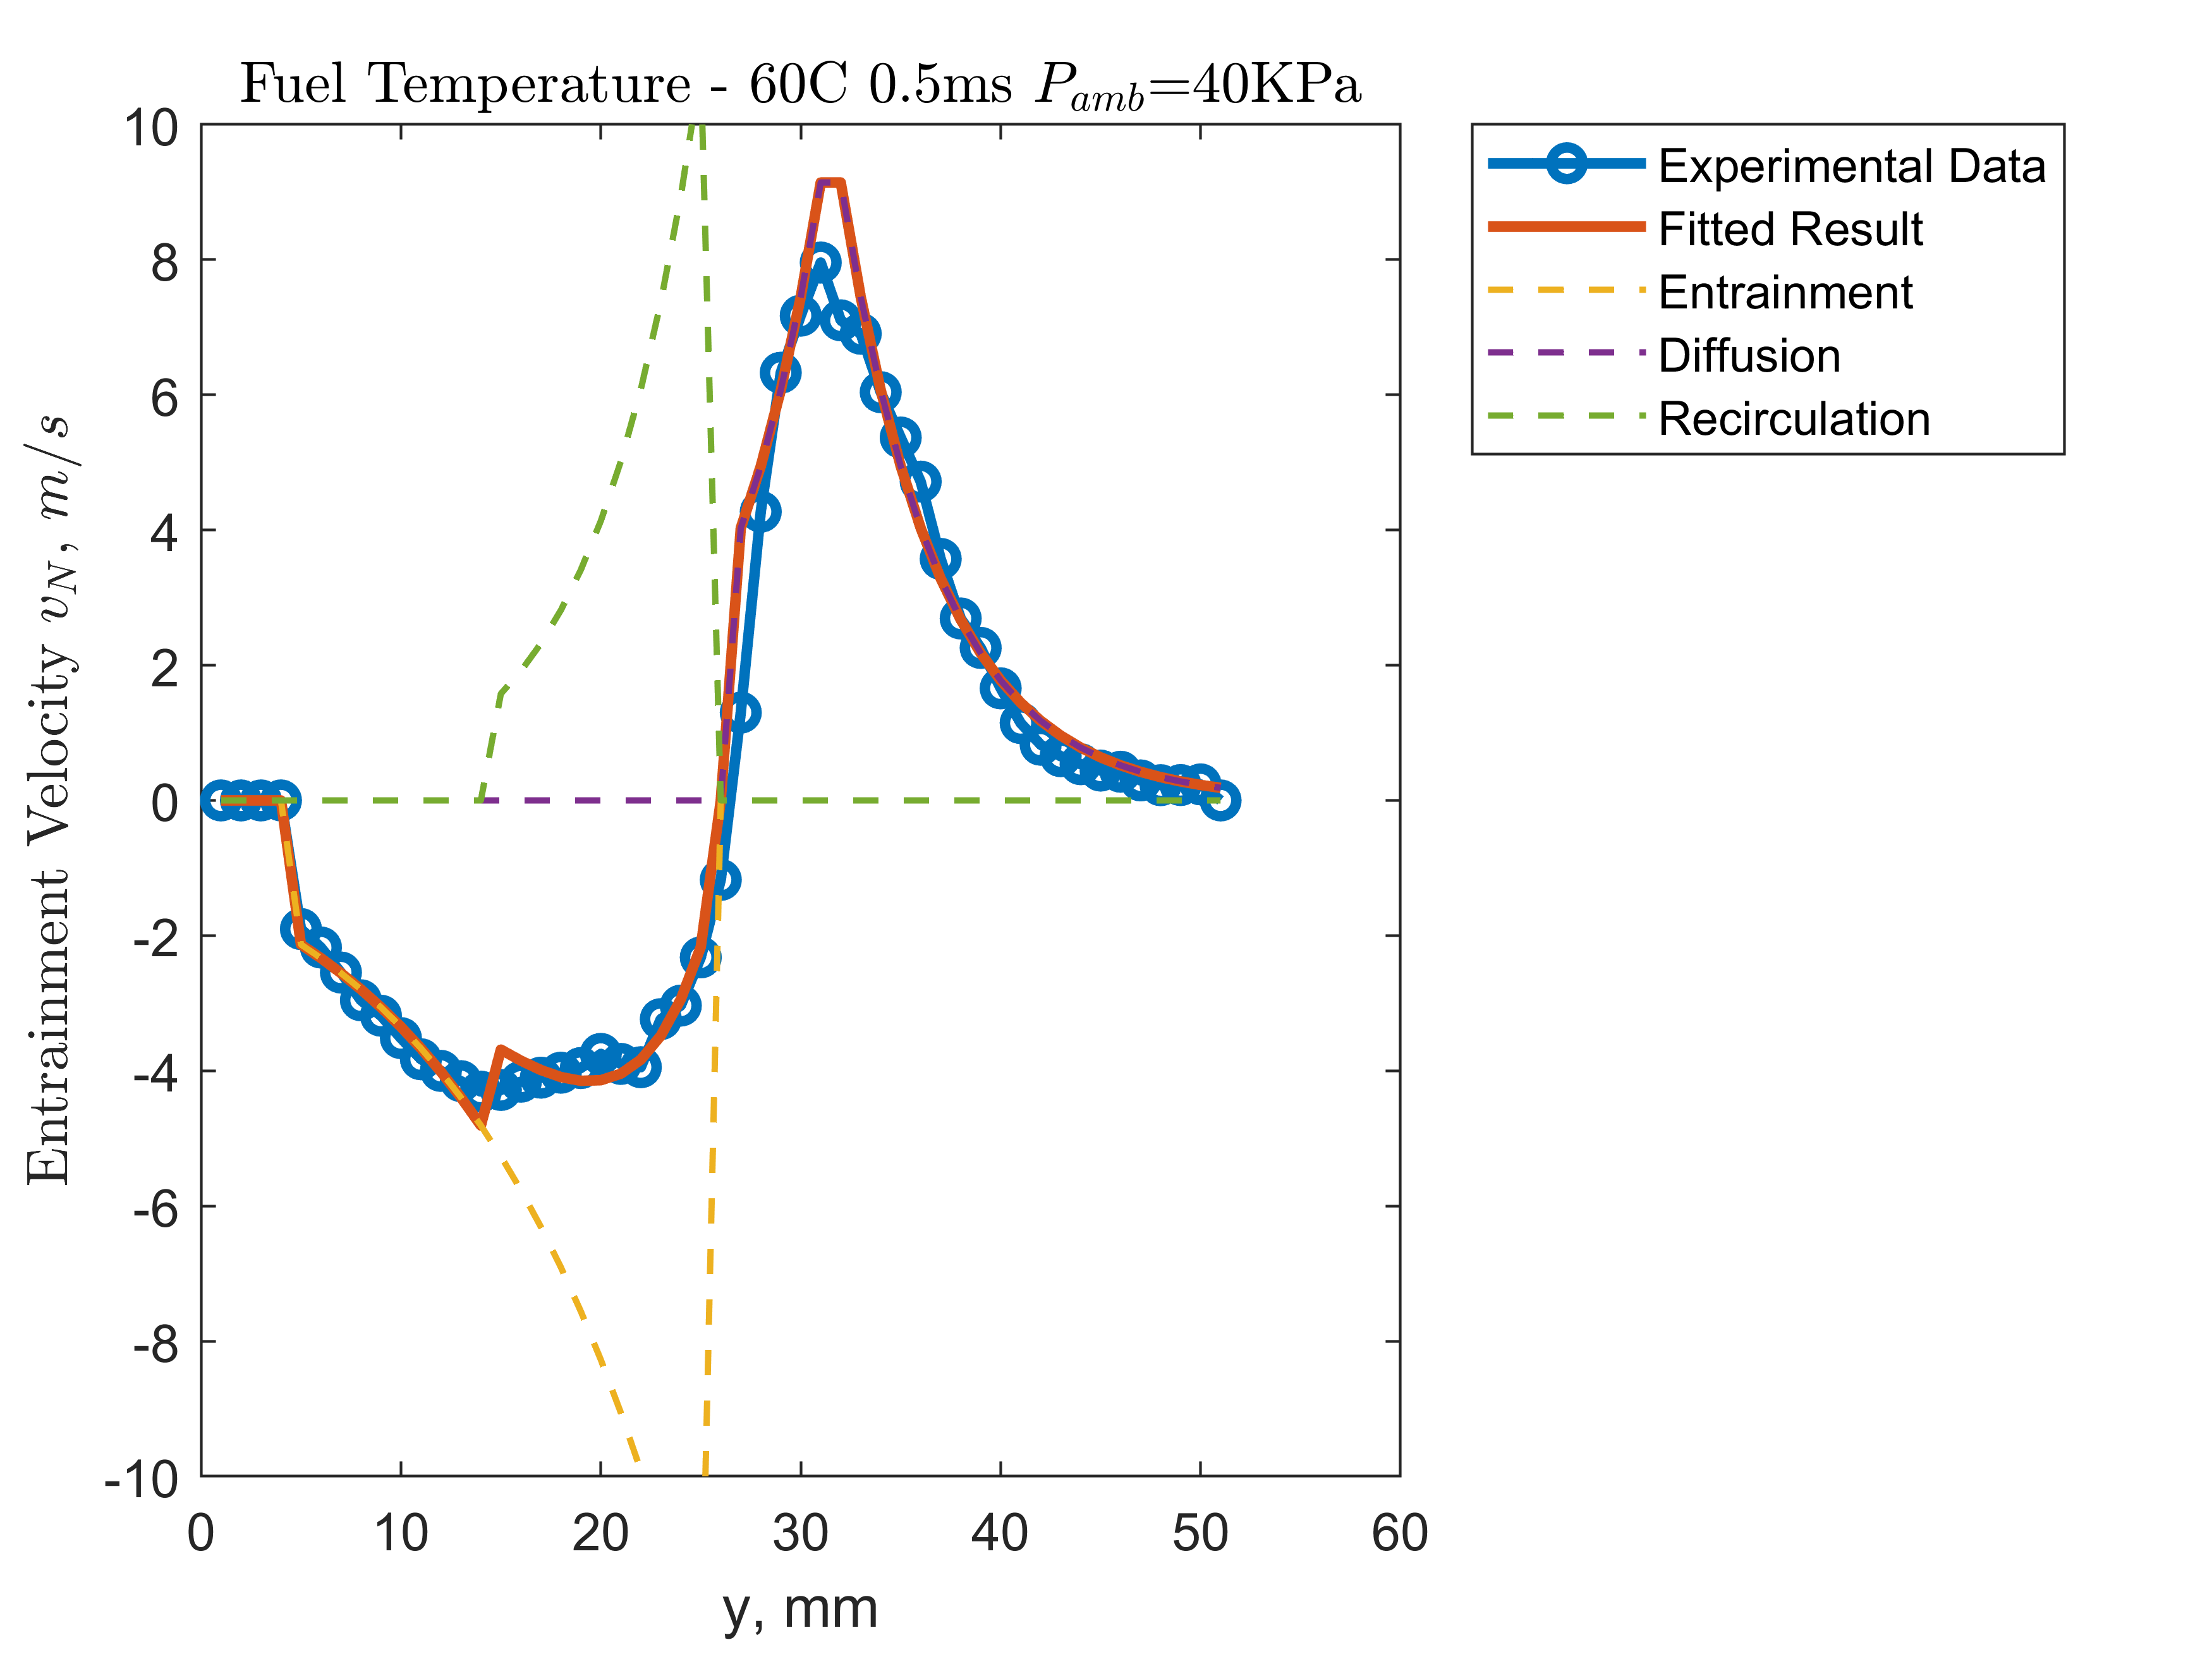 Fuel Temperature - 60C 0.5ms P_amb=40KPa
Entrainment Velocity v_N, m/s
10
8
6
4
2
0
-2
-4
-6
-8
-10
0 10 20 30 40 50 60
y, mm
Experimental Data
Fitted Result
Entrainment
Diffusion
Recirculation